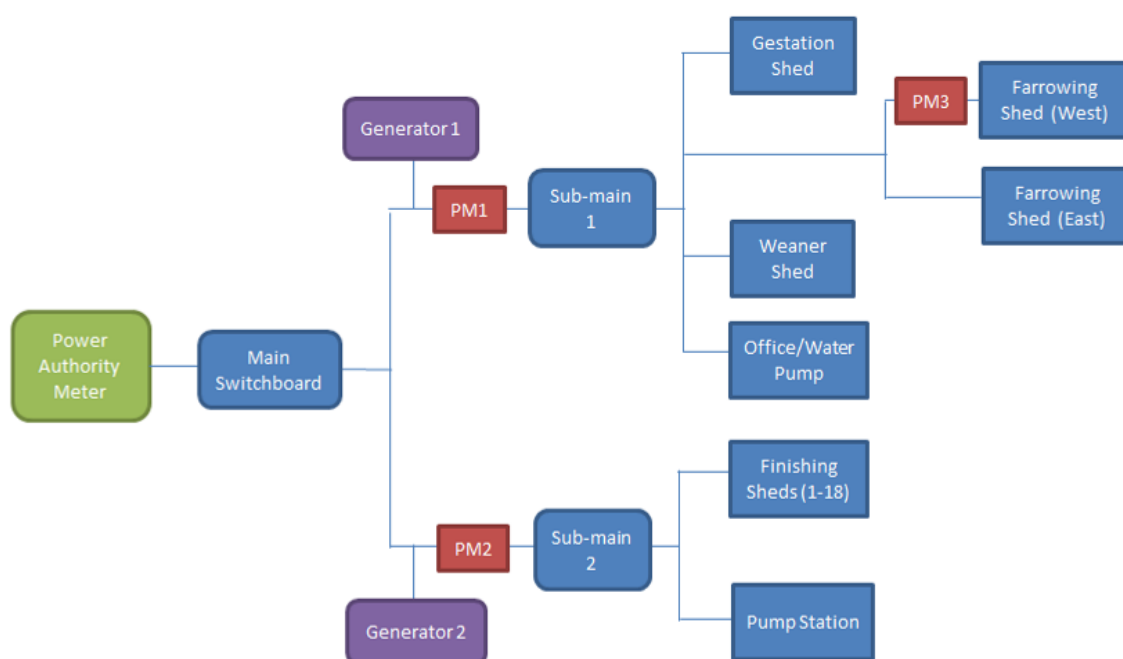 Gestation
Shed
PM3
Farrowing
Shed (West)
Generator 1
PM1
Sub-main
1
Farrowing
Shed (East)
Weaner
Shed
Power
Authority
Meter
Main
Switchboard
Office/Water
Pump
Finishing
Sheds (1-18)
PM2
Sub-main
2
Generator 2
Pump Station